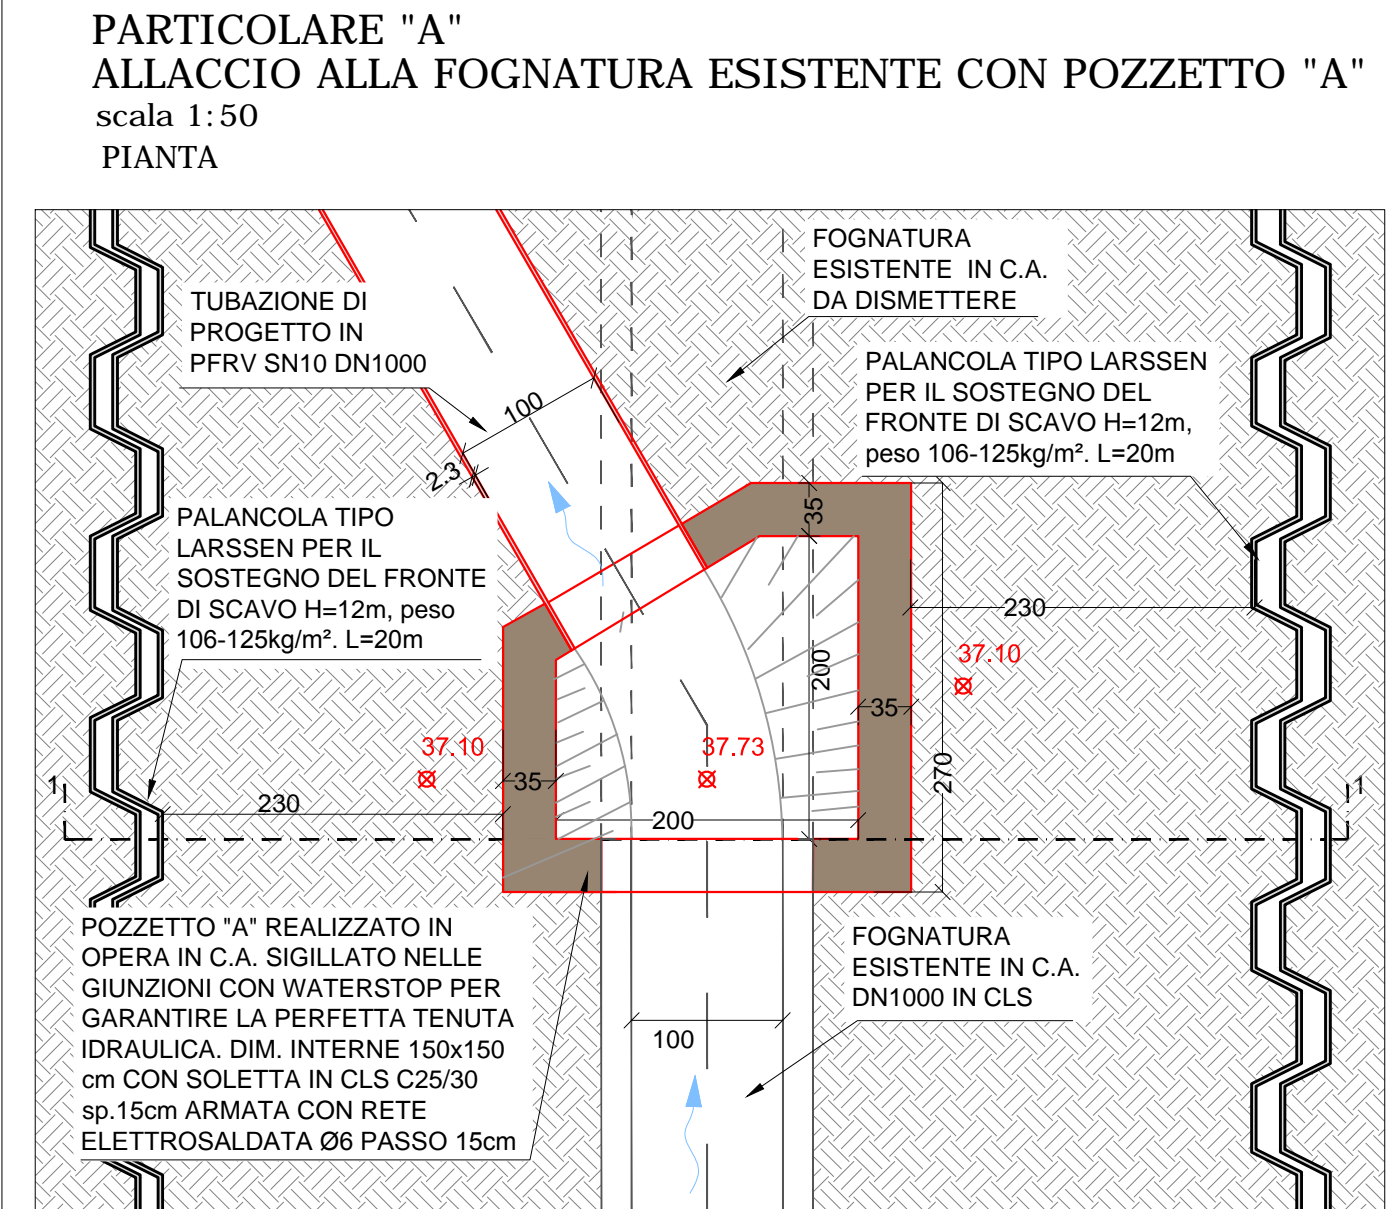 PARTICOLARE "A"
ALLACCIO ALLA FOGNATURA ESISTENTE CON POZZETTO "A"
scala 1:50
PIANTA
FOGNATURA
ESISTENTE IN C.A.
DA DISMETTERE
TUBAZIONE DI
PROGETTO IN
PFRV SN10 DN1000
PALANCOLA TIPO LARSSEN
PER IL SOSTEGNO DEL
FRONTE DI SCAVO H=12m,
peso 106-125kg/m². L=20m
100
2.3
35
PALANCOLA TIPO
LARSSEN PER IL
SOSTEGNO DEL FRONTE
DI SCAVO H=12m, peso
106-125kg/m². L=20m
230
37.10
200
35
37.10
37.73
35
270
1
1
230
200
POZZETTO "A" REALIZZATO IN
OPERA IN C.A. SIGILLATO NELLE
GIUNZIONI CON WATERSTOP PER
GARANTIRE LA PERFETTA TENUTA
IDRAULICA. DIM. INTERNE 150x150
cm CON SOLETTA IN CLS C25/30
sp.15cm ARMATA CON RETE
ELETTROSALDATA Ø6 PASSO 15cm
FOGNATURA
ESISTENTE IN C.A.
DN1000 IN CLS
100